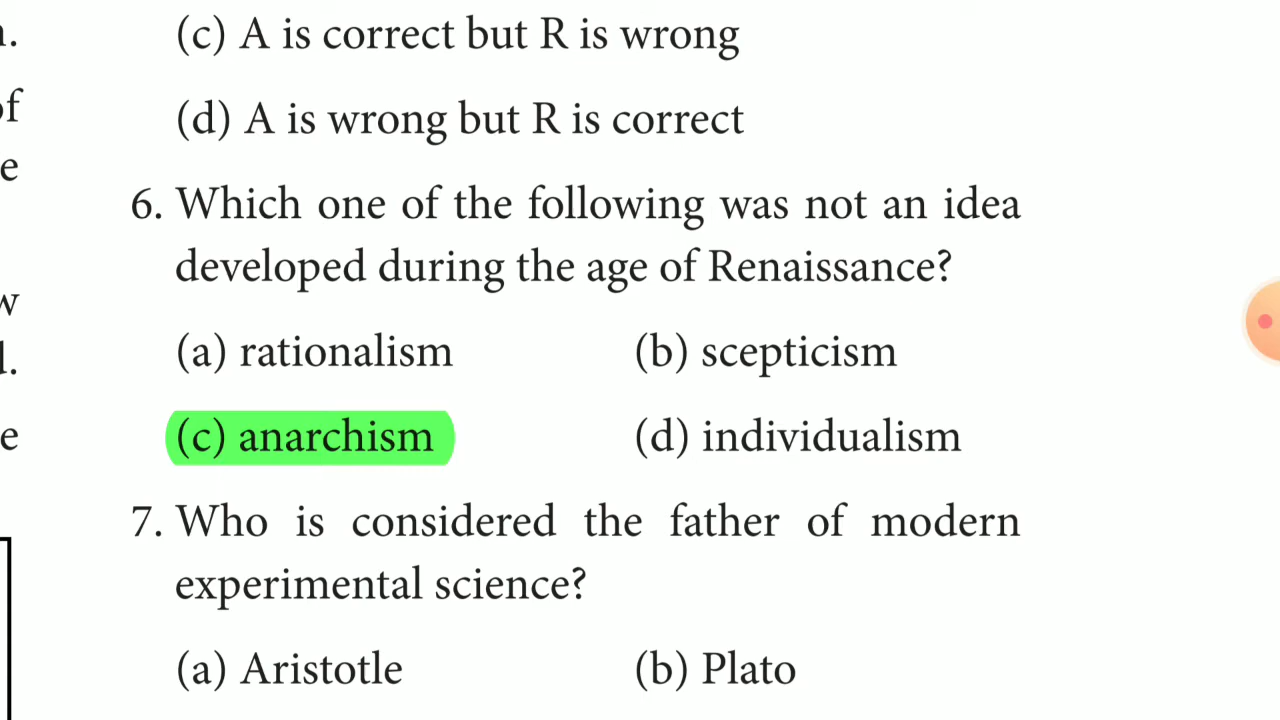 (c) A is correct but R is wrong
of
(d) A is wrong but R is correct
e
6. Which one of the following was not an idea
developed during the age of Renaissance?
w
(a) rationalism (b) scepticism
(c) anarchism (d) individualism
e
7. Who is considered the father of modern
experimental science?
(a) Aristotle (b) Plato